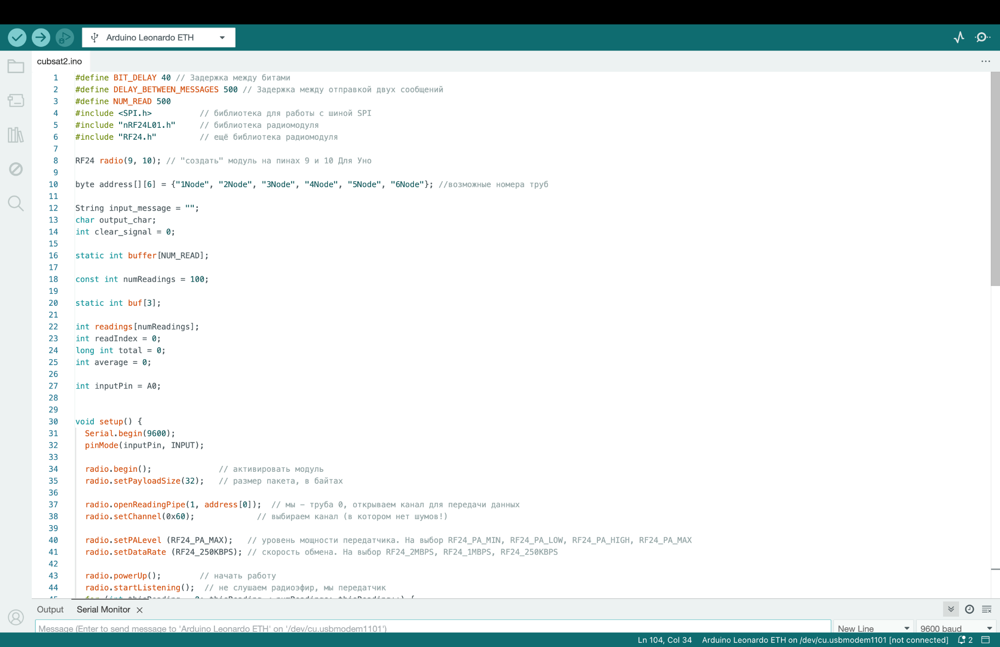 Arduino Leonardo ETH
cubsat2.ino
1 #define BIT_DELAY 40 // Задержка между битами
2 #define DELAY_BETWEEN_MESSAGES 500 // Задержка между отправкой двух сообщений
3 #define NUM_READ 500
4 #include <SPI.h> // библиотека для работы с шиной SPI
5 #include "nRF24L01.h" // библиотека радиомодуля
6 #include "RF24.h" // ещё библиотека радиомодуля
7
8 RF24 radio(9, 10); // "создать" модуль на пинах 9 и 10 Для Уно
9
10 byte address[][6] = {"1Node", "2Node", "3Node", "4Node", "5Node", "6Node"}; //возможные номера труб
11
12 String input_message = "";
13 char output_char;
14 int clear_signal = 0;
15
16 static int buffer[NUM_READ];
17
18 const int numReadings = 100;
19
20 static int buf[3];
21
22 int readings[numReadings];
23 int readIndex = 0;
24 long int total = 0;
25 int average = 0;
26
27 int inputPin = A0;
28
29
30 void setup() {
31 Serial.begin(9600);
32 pinMode(inputPin, INPUT);
33
34 radio.begin(); // активировать модуль
35 radio.setPayloadSize(32); // размер пакета, в байтах
36
37 radio.openReadingPipe(1, address[0]); // мы - труба 0, открываем канал для передачи данных
38 radio.setChannel(0x60); // выбираем канал (в котором нет шумов!)
39
40 radio.setPALevel (RF24_PA_MAX); // уровень мощности передатчика. На выбор RF24_PA_MIN, RF24_PA_LOW, RF24_PA_HIGH, RF24_PA_MAX
41 radio.setDataRate (RF24_250KBPS); // скорость обмена. На выбор RF24_2MBPS, RF24_1MBPS, RF24_250KBPS
42
43 radio.powerUp(); // начать работу
44 radio.startListening(); // не слушаем радиоэфир, мы передатчик
45 for (int thisReading = 0; thisReading < numReadings; thisReading++) {
Output Serial Monitor
Message (Enter to send message to 'Arduino Leonardo ETH' on '/dev/cu.usbmodem1101') New Line 9600 baud
Ln 104, Col 34 Arduino Leonardo ETH on /dev/cu.usbmodem1101 [not connected] 2